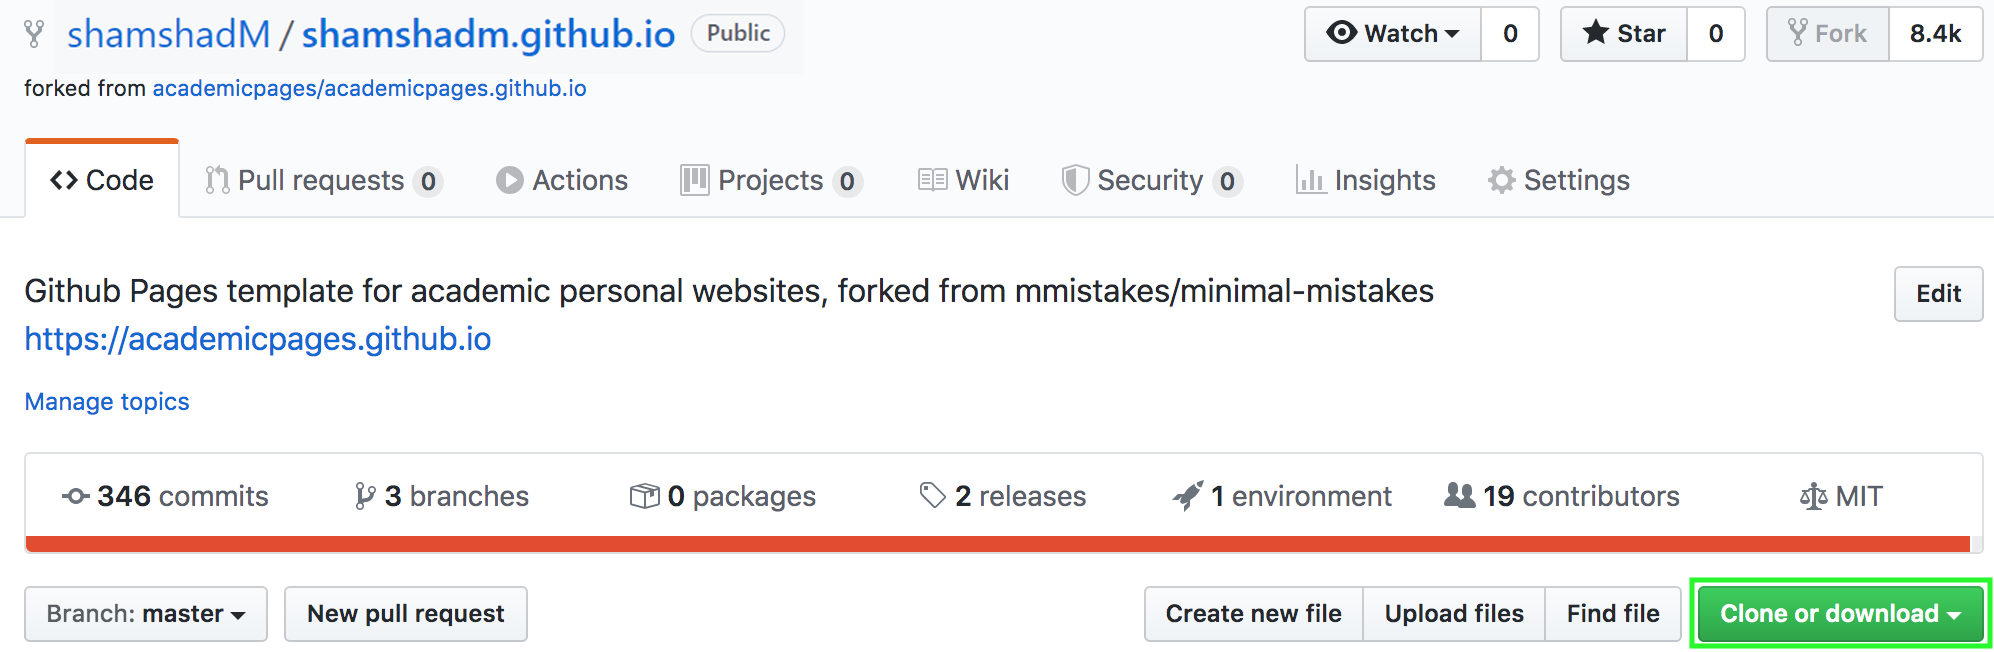 shamshadM / shamshadm.github.io Public Watch 0 Star 0 Fork 8.4k
forked from academicpages/academicpages.github.io
Code Pull requests 0 Actions Projects 0 Wiki Security 0 Insights Settings
Github Pages template for academic personal websites, forked from mmistakes/minimal-mistakes Edit
https://academicpages.github.io
Manage topics
346 commits 3 branches 0 packages 2 releases 1 environment 19 contributors MIT
Branch: master New pull request Create new file Upload files Find file Clone or download